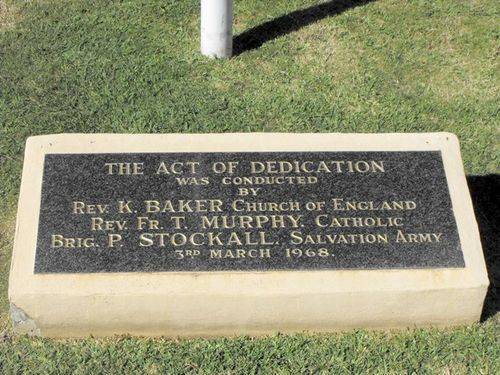 THE ACT OF DEDICATION
WAS CONDUCTED
BY
REV. K. BAKER CHURCH OF ENGLAND
REV. FR. T. MURPHY. CATHOLIC
BRIG. P. STOCKALL. SALVATION ARMY
3RD MARCH 1968.